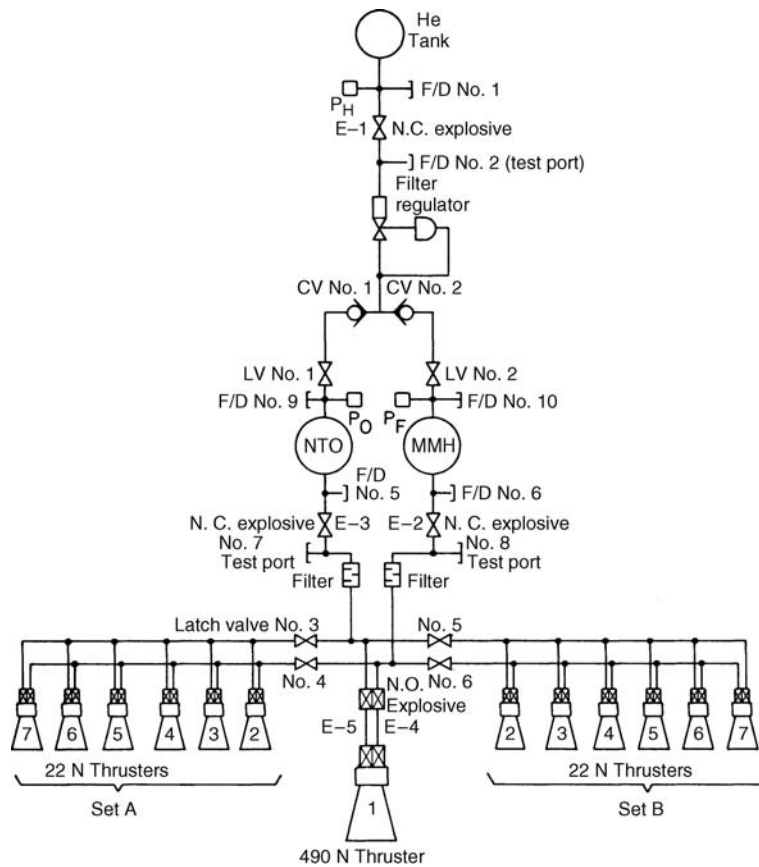 He
Tank
F/D No. 1
P_H
E–1
N.C. explosive
F/D No. 2 (test port)
Filter
regulator
CV No. 1
CV No. 2
LV No. 1
LV No. 2
F/D No. 9
P_O
P_F
F/D No. 10
NTO
MMH
F/D
No. 5
F/D No. 6
N. C. explosive
E–3
E–2
N. C. explosive
No. 7
Test port
No. 8
Test port
Filter
Filter
Latch valve No. 3
No. 5
No. 4
No. 6
N.O.
Explosive
E–5
E–4
7
6
5
4
3
2
2
3
4
5
6
7
22 N Thrusters
22 N Thrusters
Set A
1
Set B
490 N Thruster